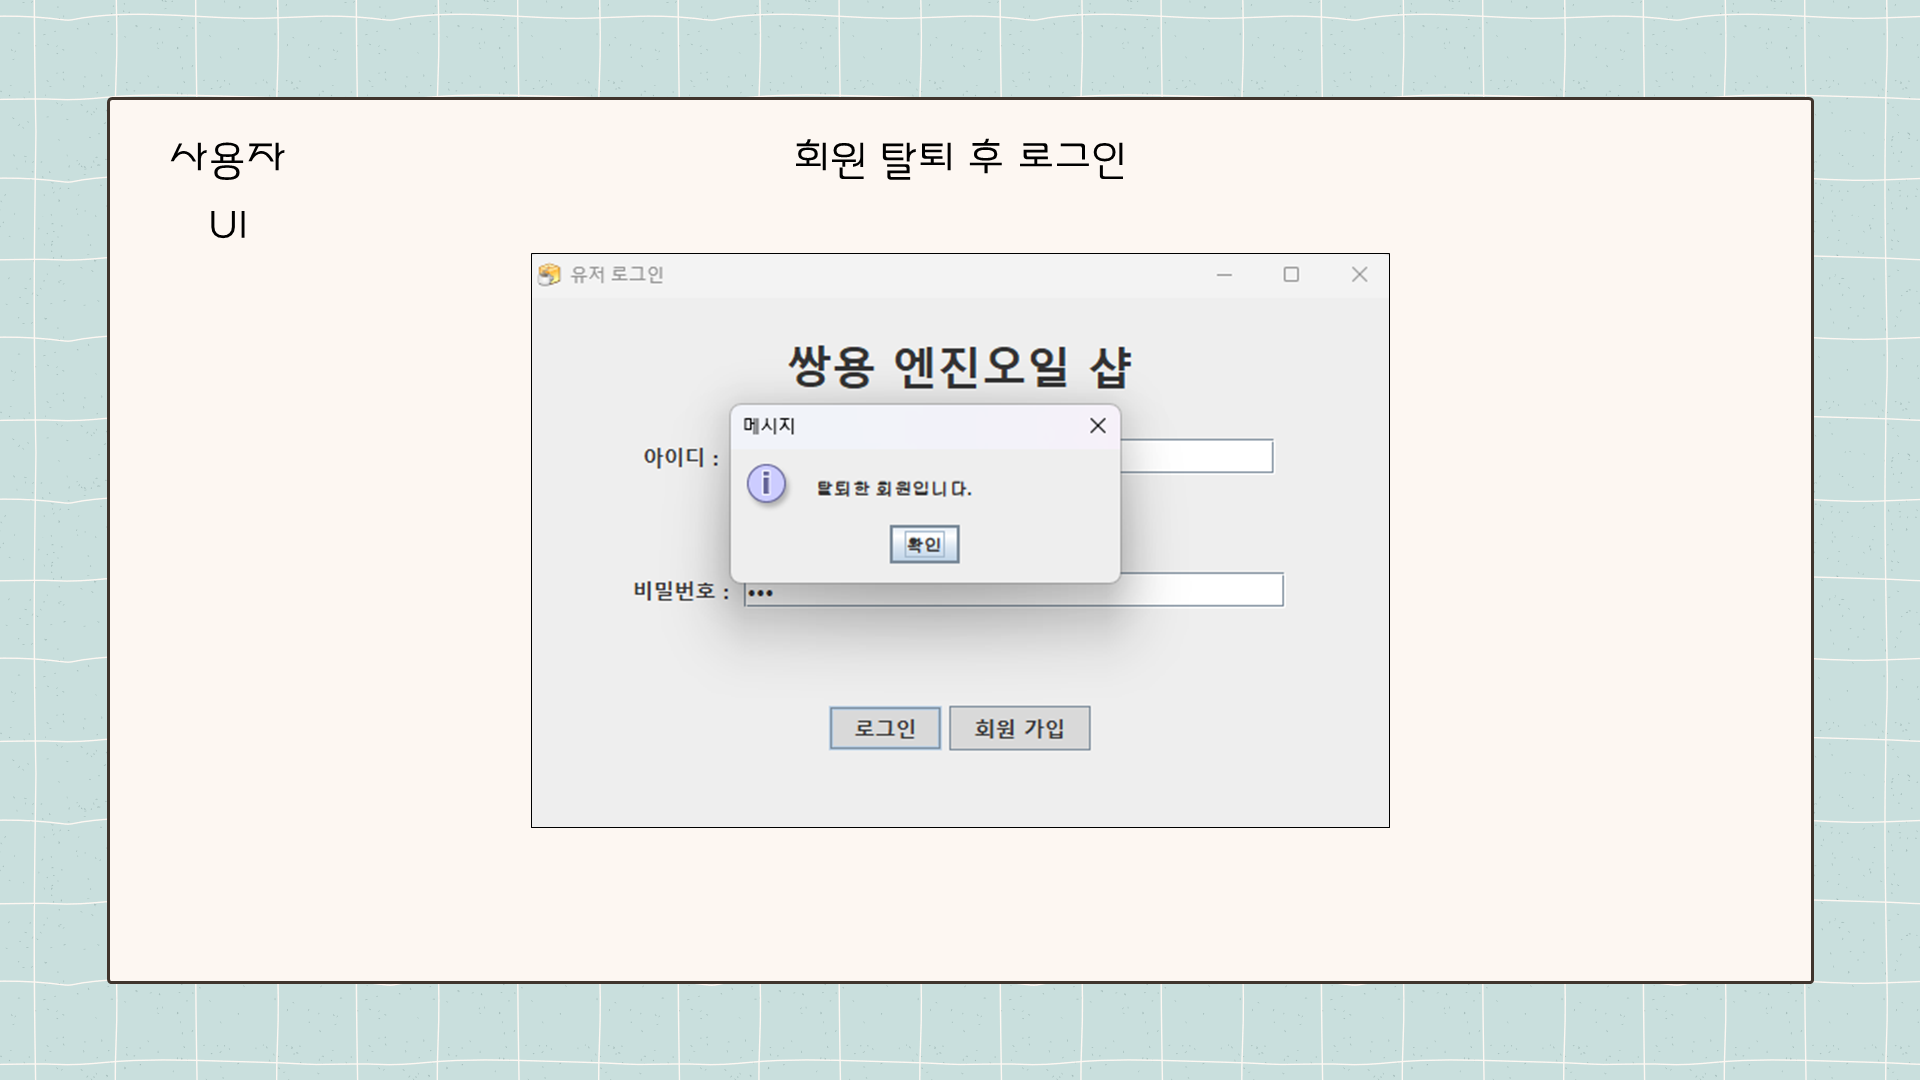 사용자
UI
회원 탈퇴 후 로그인
유저 로그인
쌍용 엔진오일 샵
메시지
아이디 :
탈퇴한 회원입니다.
확인
비밀번호 : •••
로그인 회원 가입